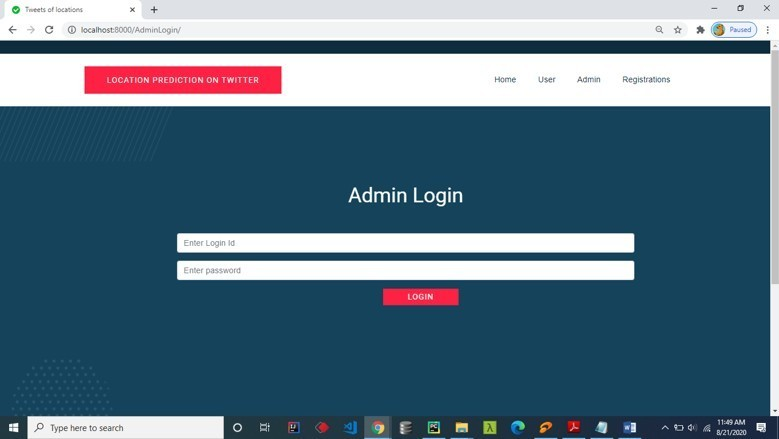 Tweets of locations
localhost:8000/AdminLogin/
Paused
LOCATION PREDICTION ON TWITTER
Home
User
Admin
Registrations
Admin Login
Enter Login Id
Enter password
LOGIN
Type here to search
11:49 AM
8/21/2020